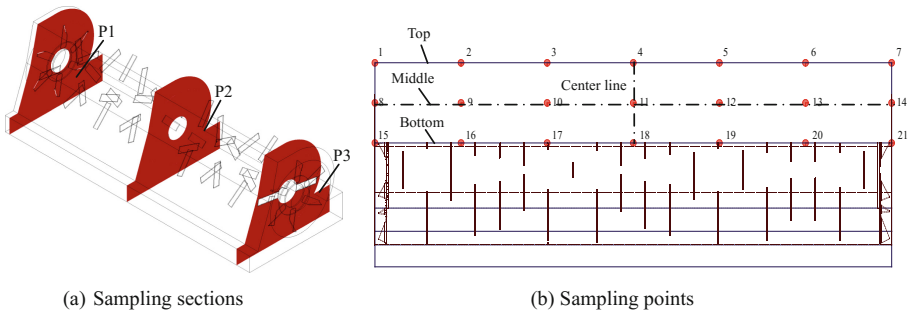 P1
P2
P3
Top
1 2 3 4 5 6 7
Middle
Center line
8 9 10 11 12 13 14
Bottom
15 16 17 18 19 20 21
(a) Sampling sections
(b) Sampling points